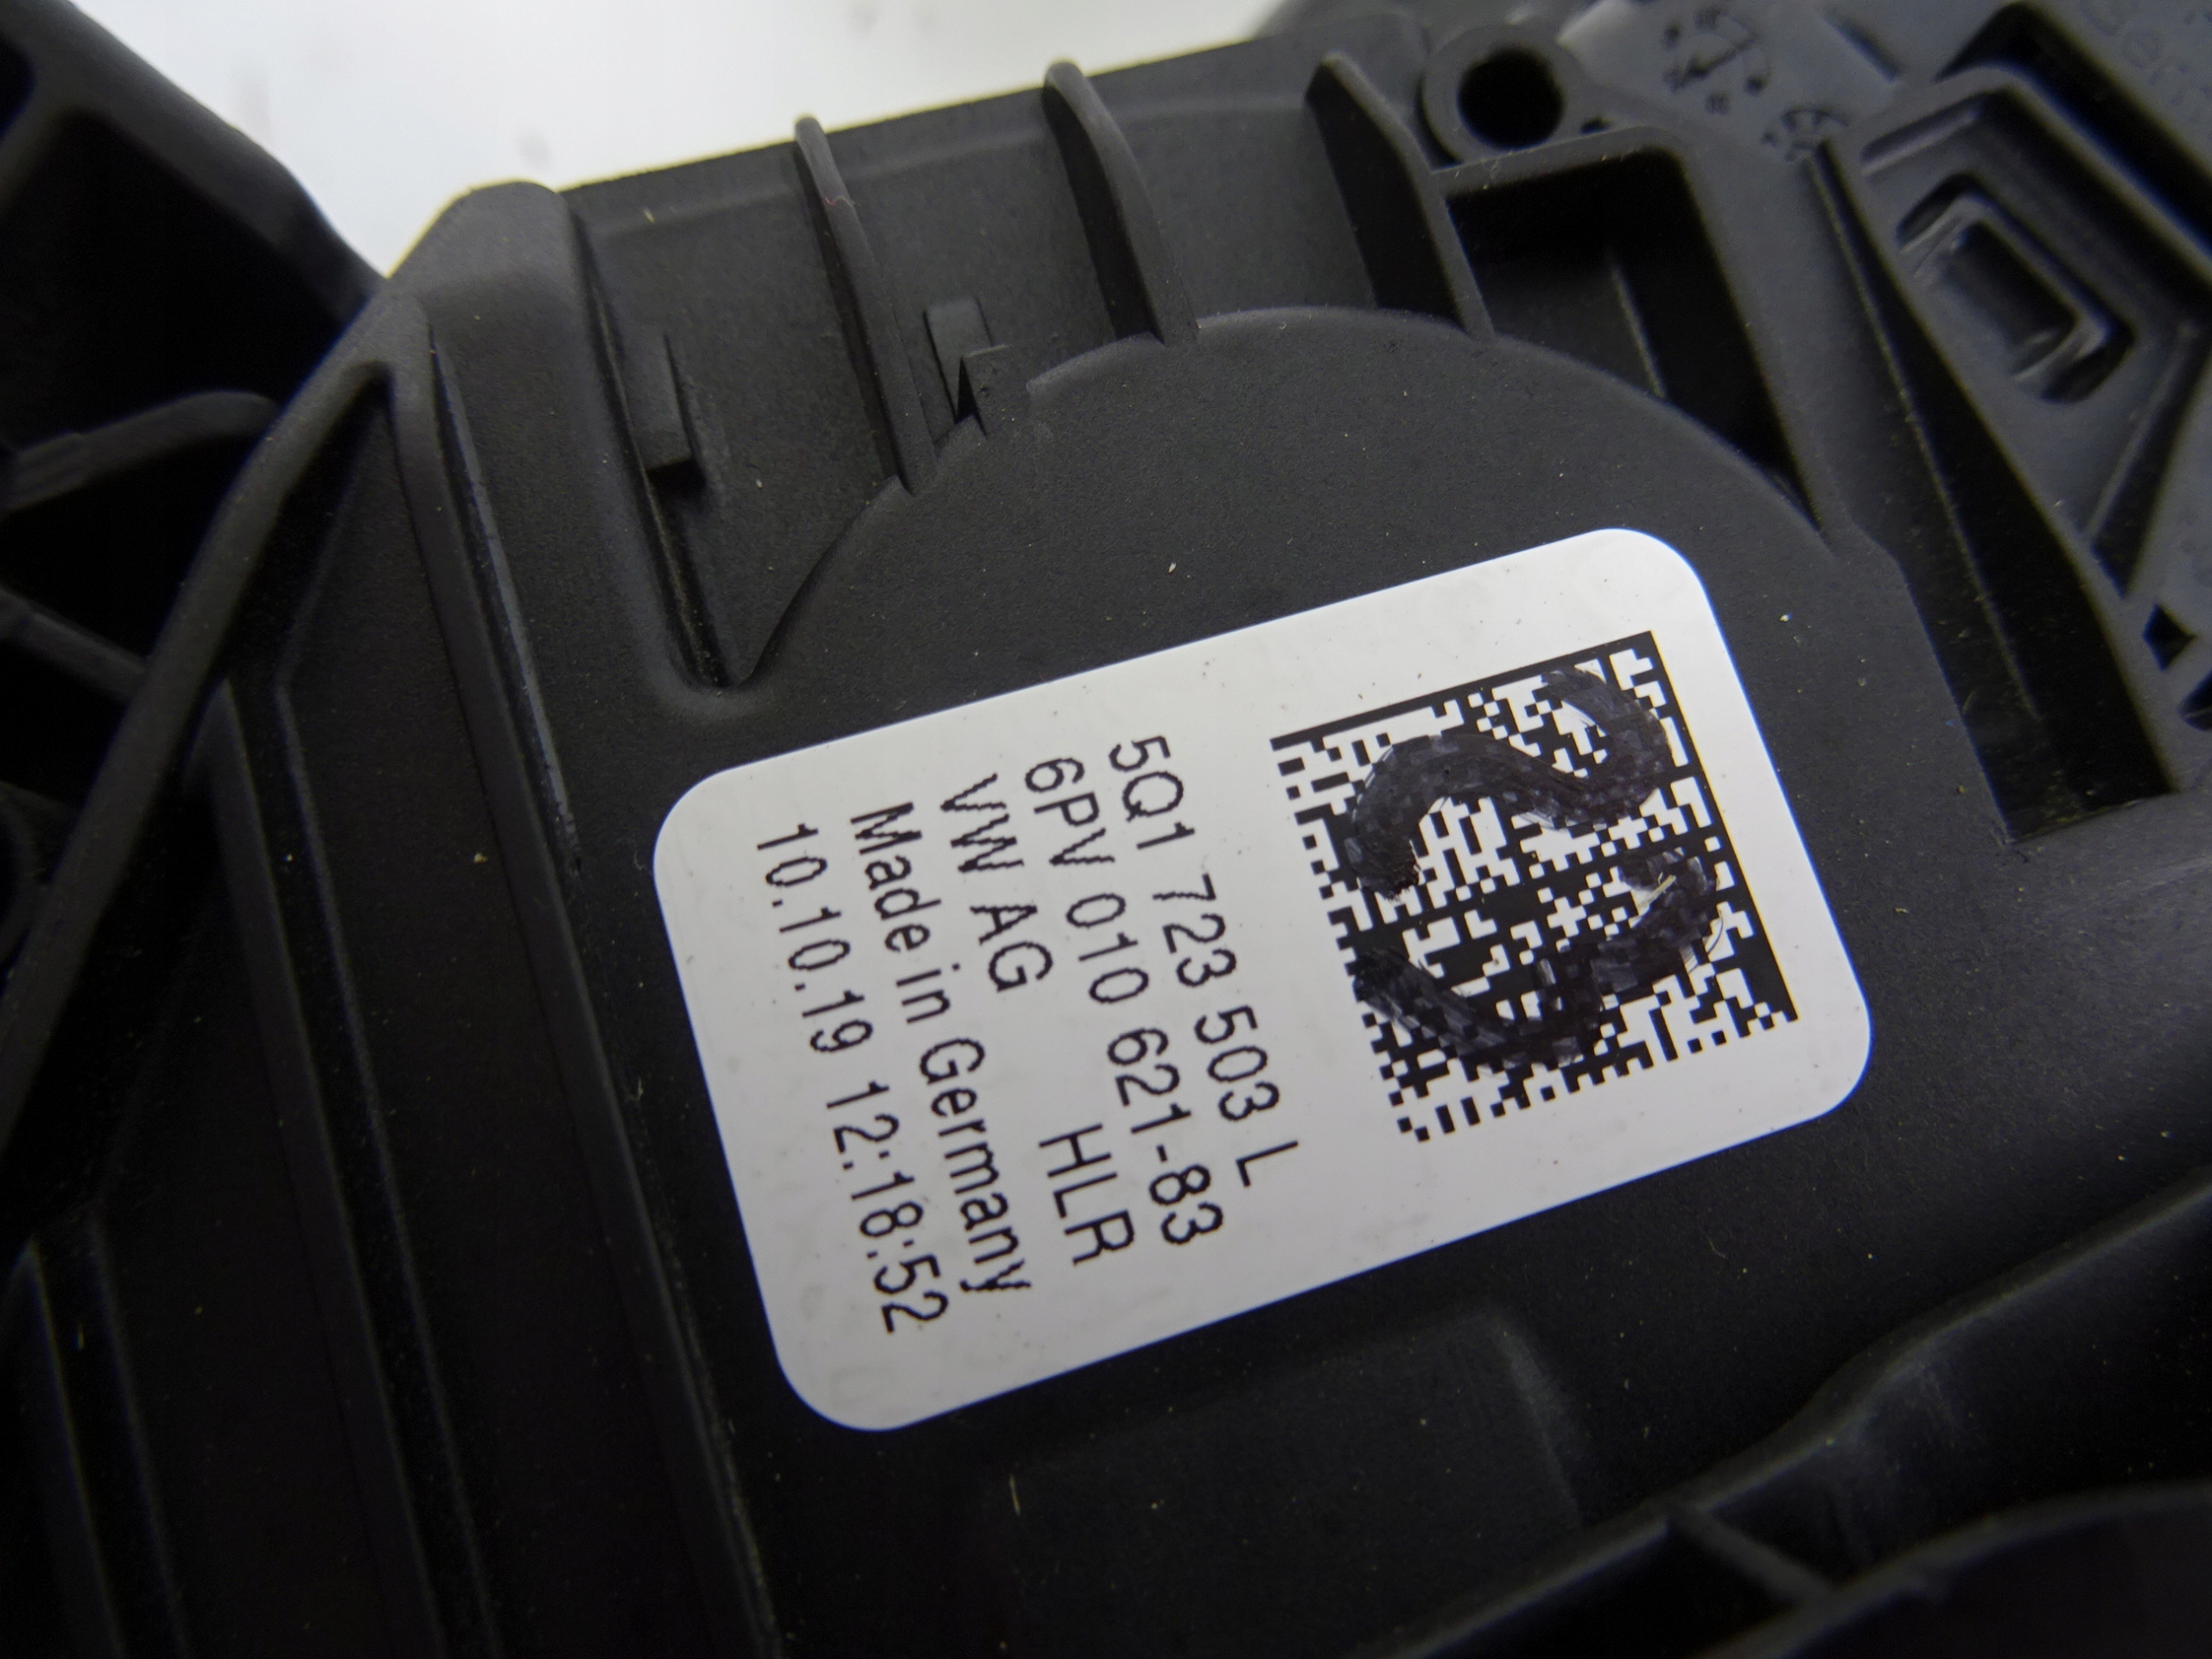 5Q1 723 503 L
6PV 010 621-83
VW AG HLR
Made in Germany
10.10.19 12:18:52